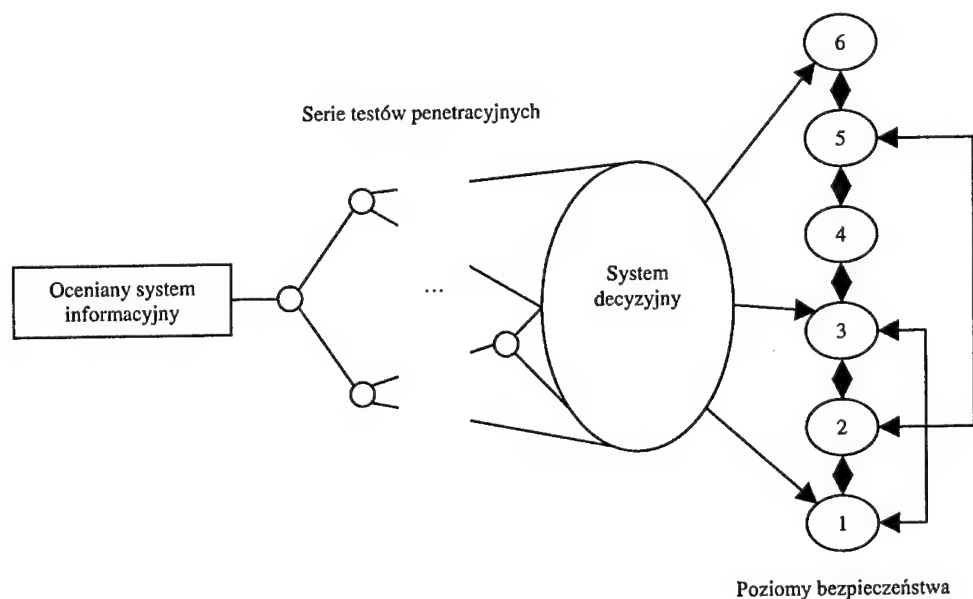 Serie testów penetracyjnych
Oceniany system
informacyjny
...
System
decyzyjny
6
5
4
3
2
1
Poziomy bezpieczeństwa